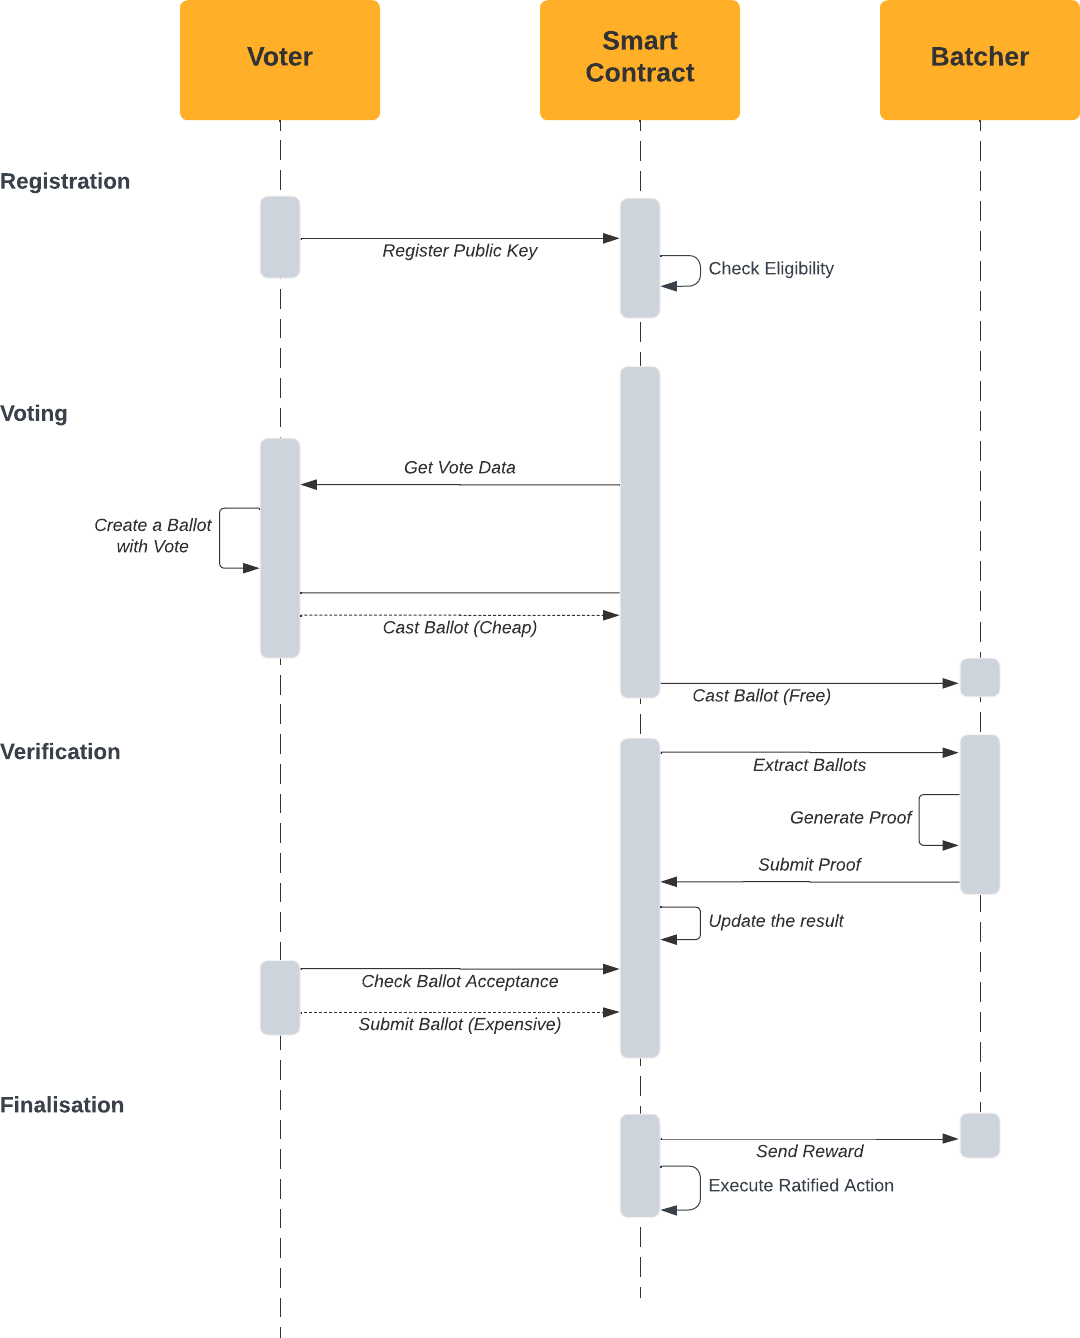 Voter
Smart
Contract
Batcher
Registration
Register Public Key
Check Eligibility
Voting
Get Vote Data
Create a Ballot
with Vote
Cast Ballot (Cheap)
Cast Ballot (Free)
Verification
Extract Ballots
Generate Proof
Submit Proof
Update the result
Check Ballot Acceptance
Submit Ballot (Expensive)
Finalisation
Send Reward
Execute Ratified Action